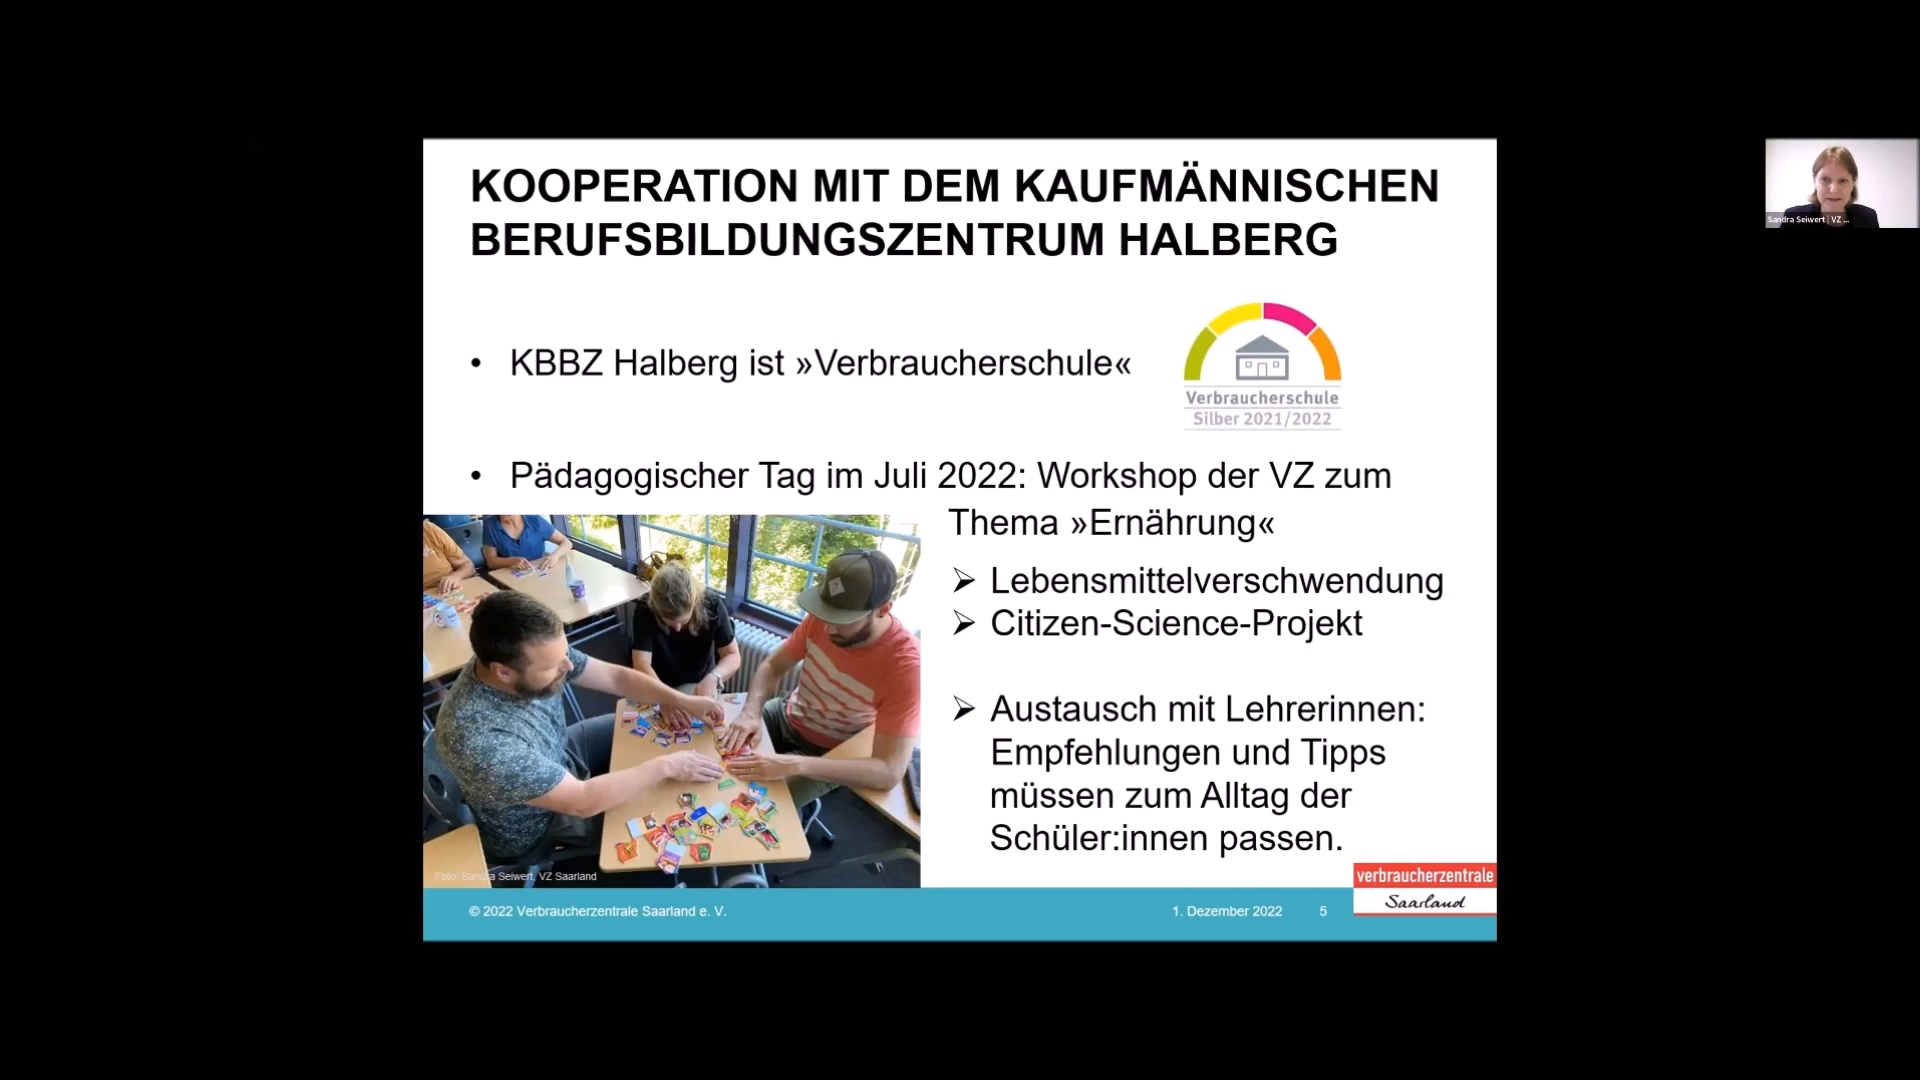 KOOPERATION MIT DEM KAUFMÄNNISCHEN
BERUFSBILDUNGSZENTRUM HALBERG
• KBBZ Halberg ist »Verbraucherschule«
Verbraucherschule
Silber 2021/2022
• Pädagogischer Tag im Juli 2022: Workshop der VZ zum
Thema »Ernährung«
➢ Lebensmittelverschwendung
➢ Citizen-Science-Projekt
➢ Austausch mit Lehrerinnen:
Empfehlungen und Tipps
müssen zum Alltag der
Schüler:innen passen.
Foto: Sandra Seiwert, VZ Saarland
verbraucherzentrale
Saarland
© 2022 Verbraucherzentrale Saarland e. V.
1. Dezember 2022
5
Sandra Seiwert | VZ ...